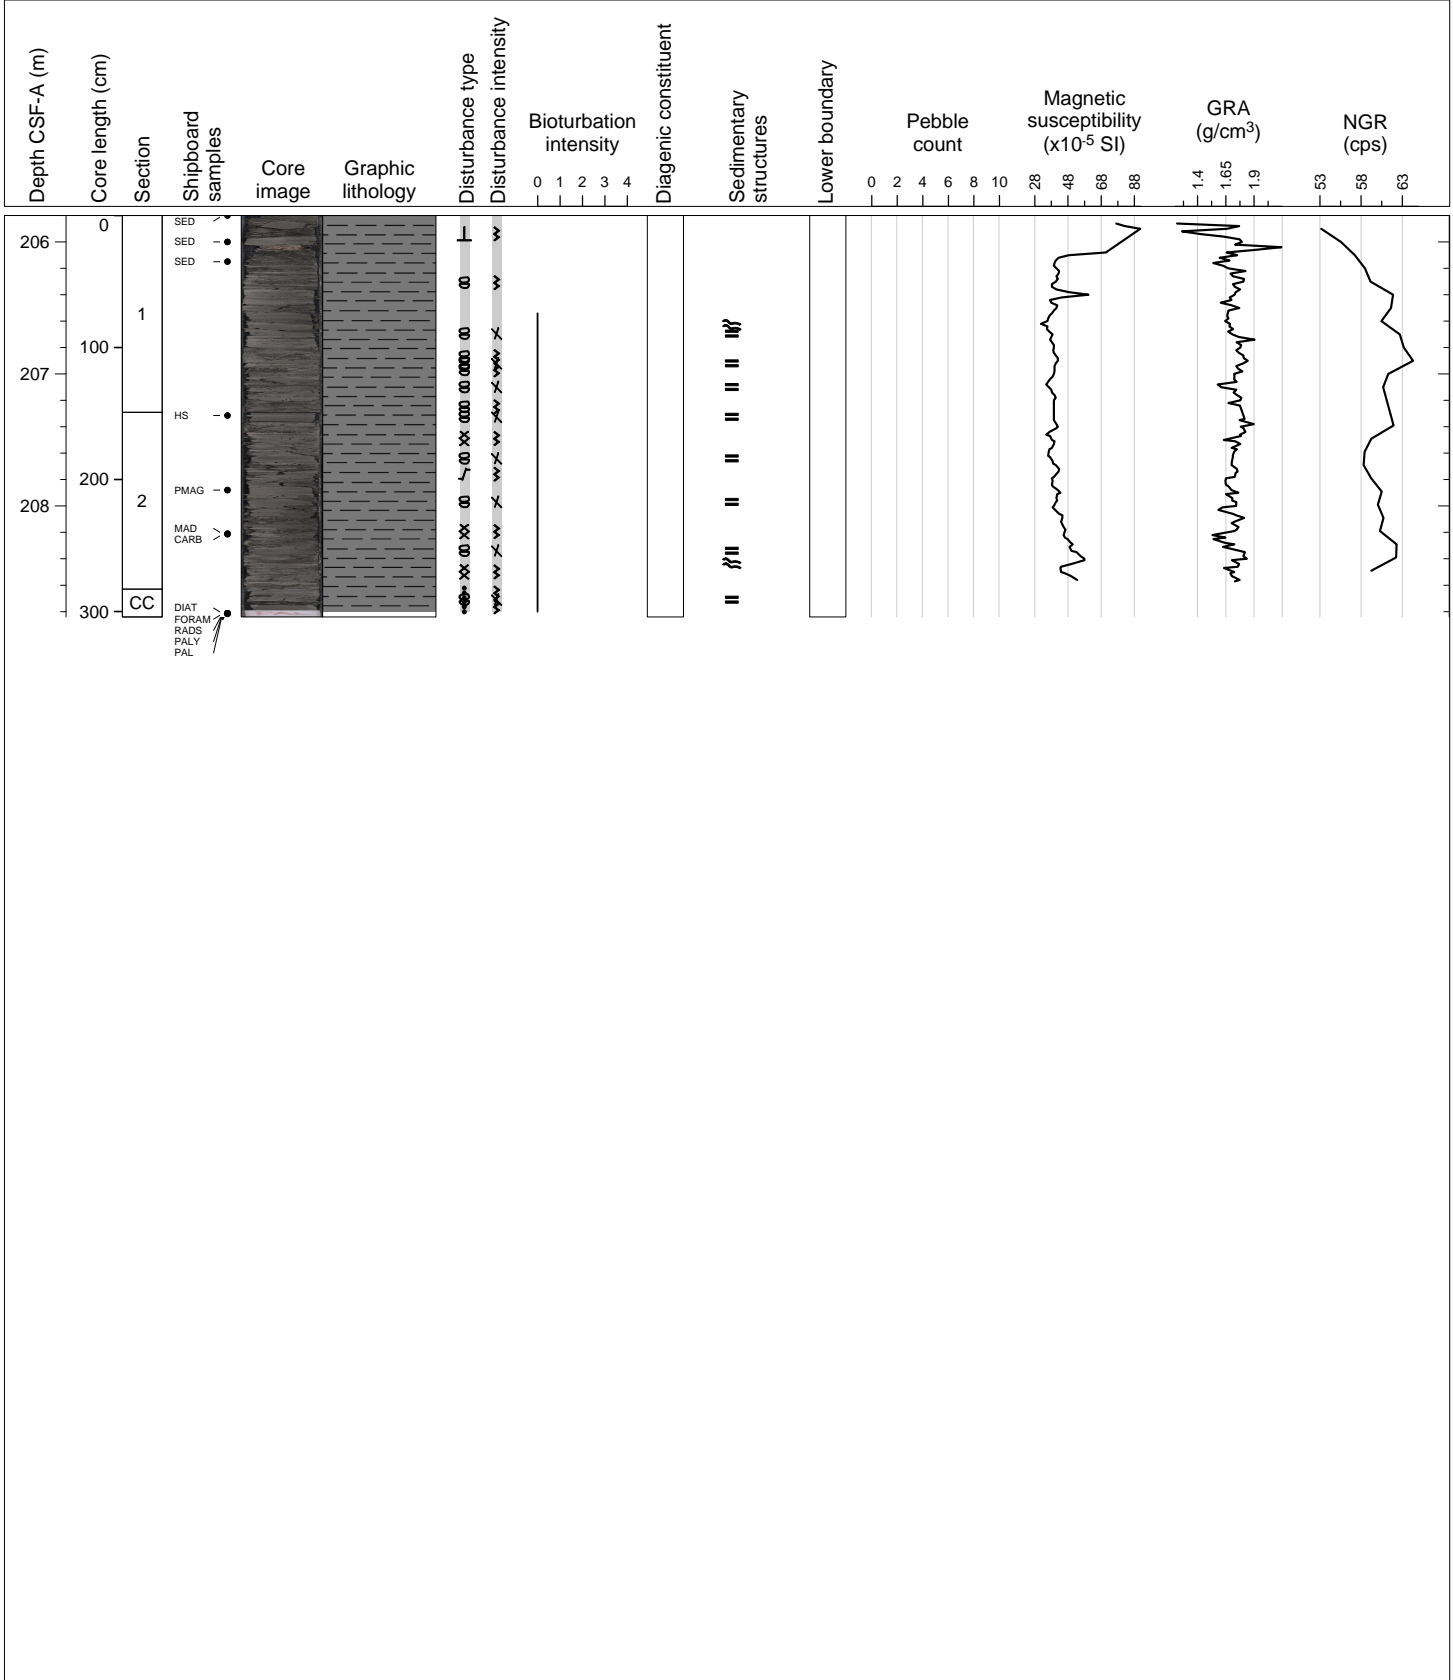 Depth CSF-A (m)
Core length (cm)
Section
Shipboard
samples
Core
image
Graphic
lithology
Disturbance type
Disturbance intensity
Bioturbation
intensity
0 1 2 3 4
Diagenic constituent
Sedimentary
structures
Lower boundary
Pebble
count
0 2 4 6 8 10
Magnetic
susceptibility
(x10-5 SI)
28 48 68 88
GRA
(g/cm3)
1.4 1.65 1.9
NGR
(cps)
53 58 63
0
SED
206
SED
SED
1
100
207
HS
200
PMAG
2
208
MAD
CARB
CC
DIAT
300
FORAM
RADS
PALY
PAL